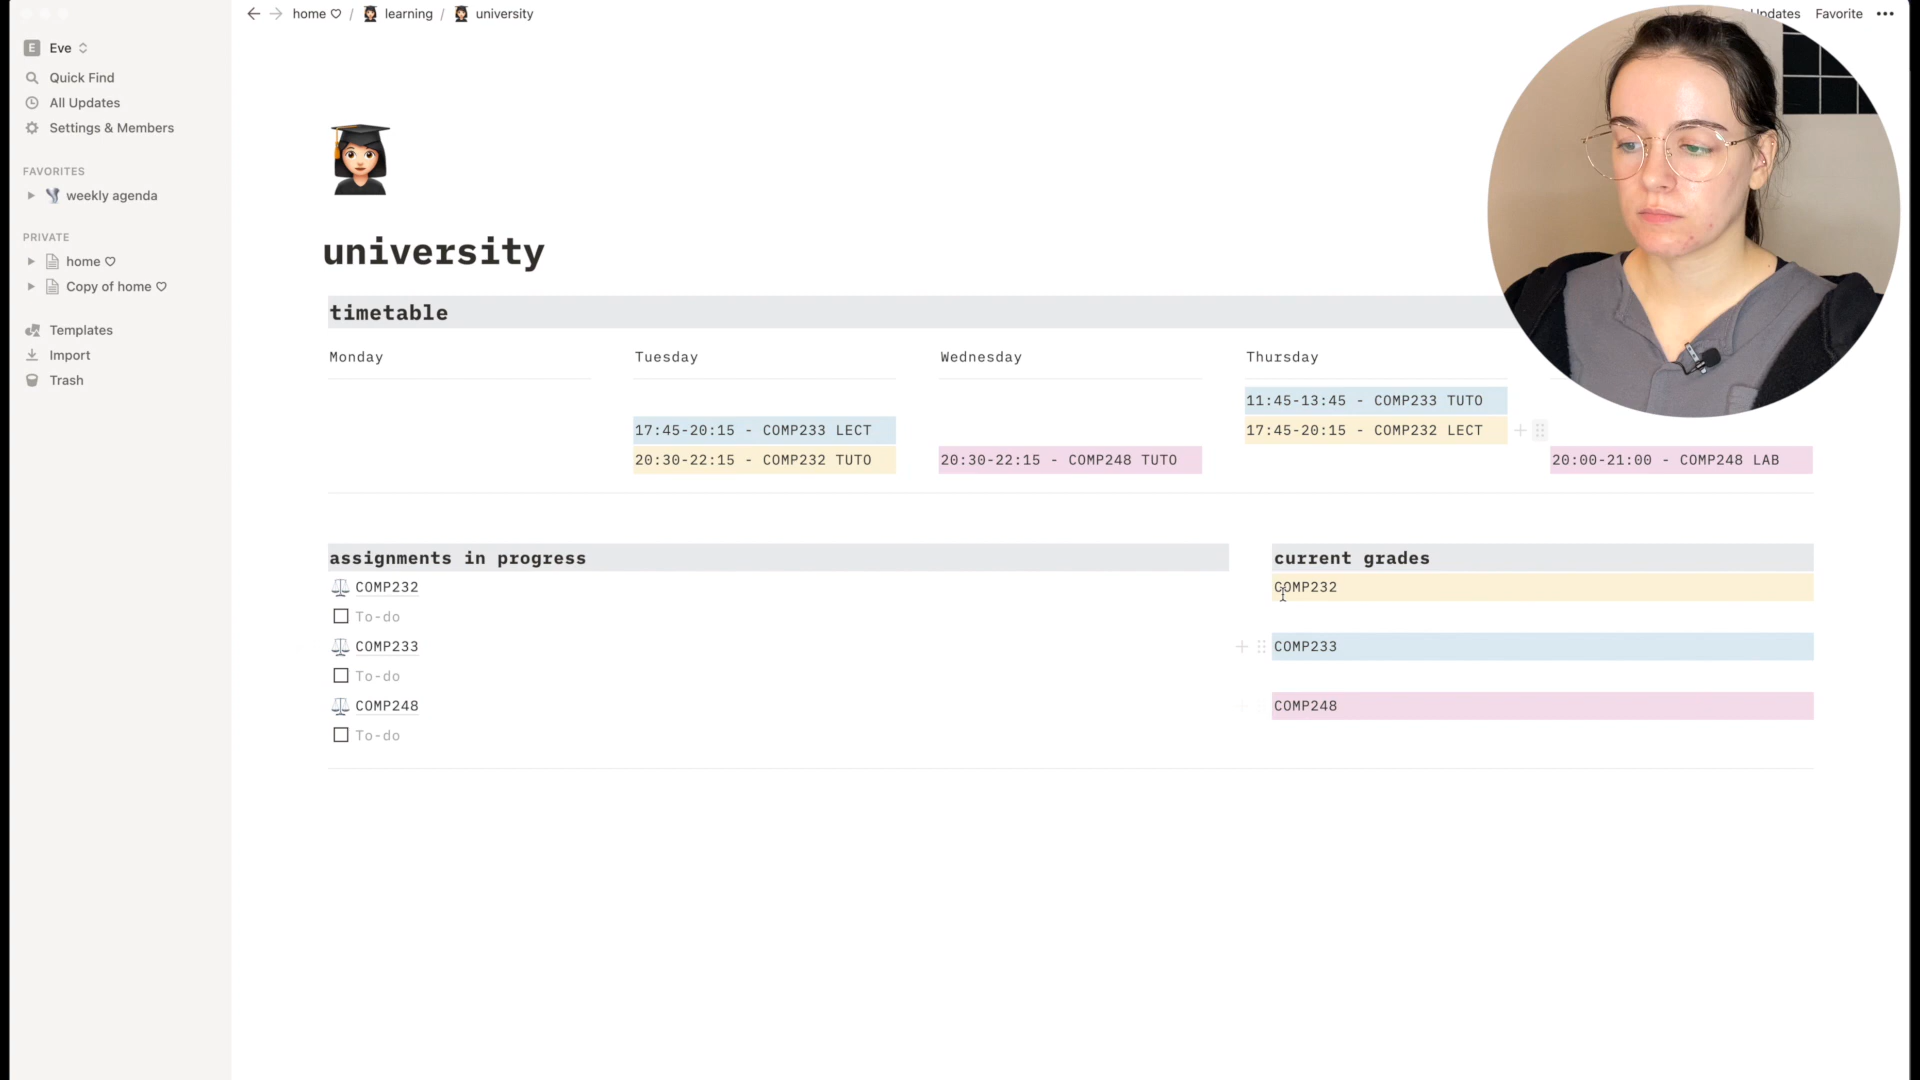 home ♡ / learning / university
Updates Favorite •••
E Eve
Quick Find
All Updates
Settings & Members
FAVORITES
weekly agenda
PRIVATE
home ♡
Copy of home ♡
Templates
Import
Trash
university
timetable
Monday Tuesday Wednesday Thursday
11:45-13:45 - COMP233 TUTO
17:45-20:15 - COMP233 LECT 17:45-20:15 - COMP232 LECT
20:30-22:15 - COMP232 TUTO 20:30-22:15 - COMP248 TUTO 20:00-21:00 - COMP248 LAB
assignments in progress
COMP232
To-do
COMP233
To-do
COMP248
To-do
current grades
COMP232
COMP233
COMP248